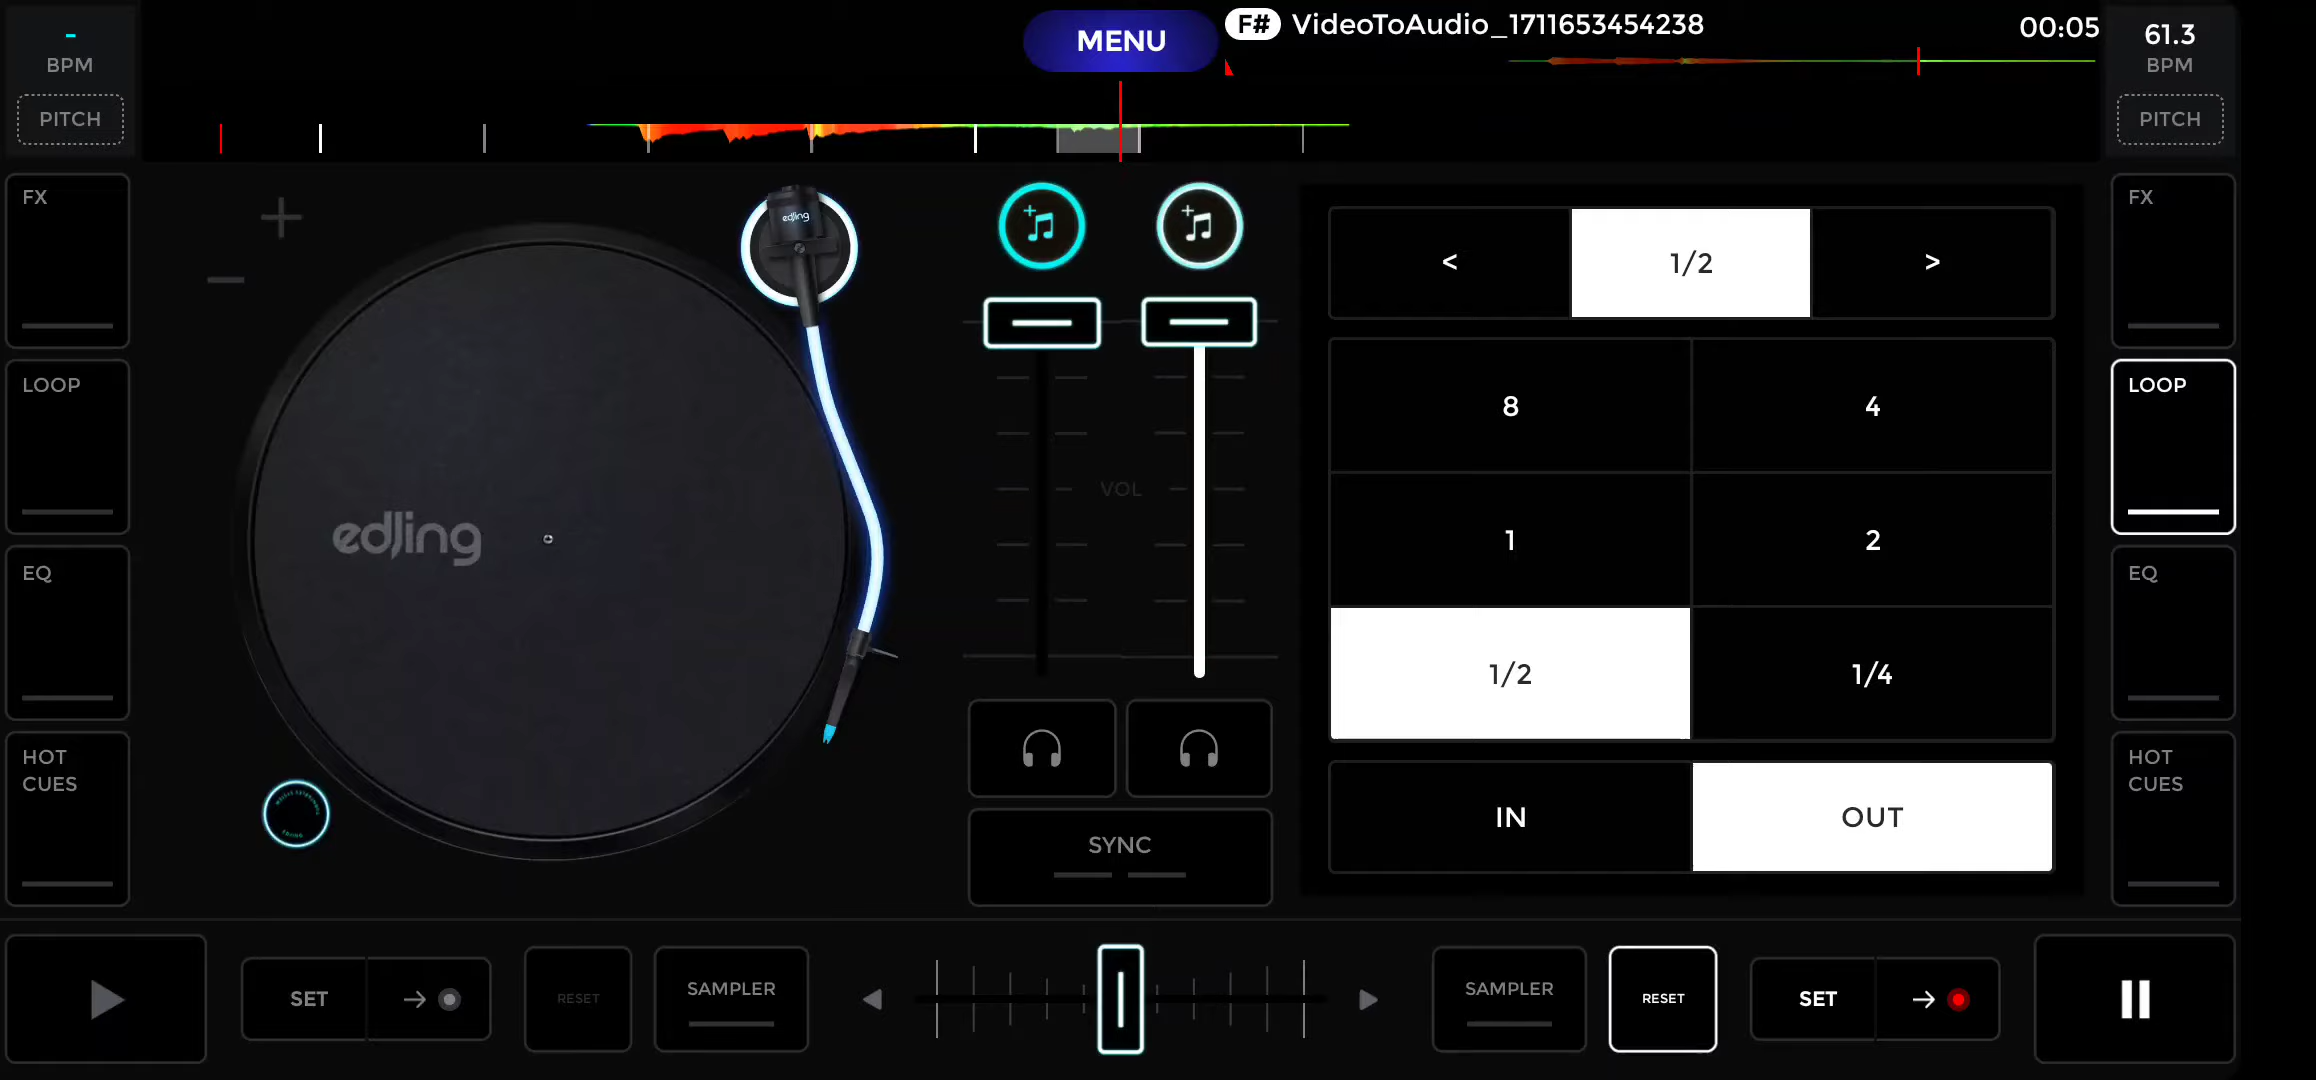 -
BPM
PITCH
MENU
F# VideoToAudio_1711653454238
00:05
61.3
BPM
PITCH
FX
LOOP
EQ
HOT
CUES
edjing
edjing
VOL
SYNC
< 1/2 >
8 4
1 2
1/2 1/4
IN OUT
FX
LOOP
EQ
HOT
CUES
SET
RESET
SAMPLER
SAMPLER
RESET
SET